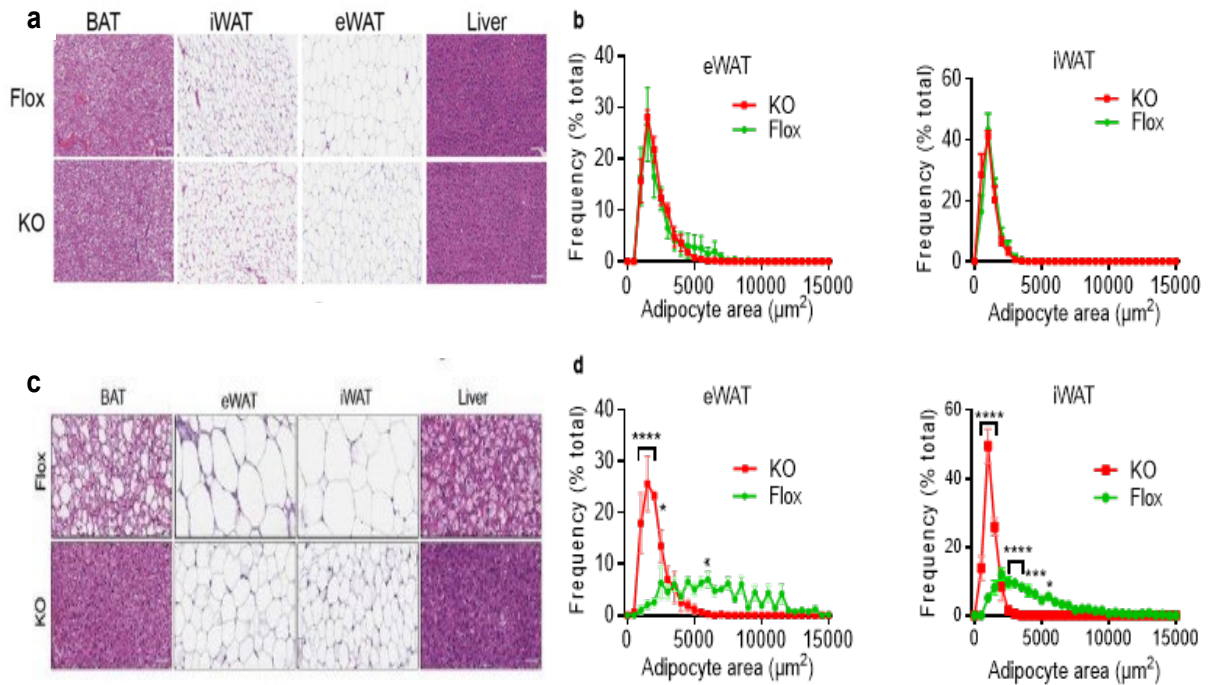 a
BAT iWAT eWAT Liver
Flox
KO
b
eWAT
Frequency (% total)
40
30
20
10
0
KO
Flox
0 5000 10000 15000
Adipocyte area (µm²)
iWAT
Frequency (% total)
60
40
20
0
KO
Flox
0 5000 10000 15000
Adipocyte area (µm²)
c
BAT eWAT iWAT Liver
Flox
KO
d
eWAT
Frequency (% total)
40
30
20
10
0
****
*
*
KO
Flox
0 5000 10000 15000
Adipocyte area (µm²)
iWAT
Frequency (% total)
60
40
20
0
****
****
***
*
KO
Flox
0 5000 10000 15000
Adipocyte area (µm²)